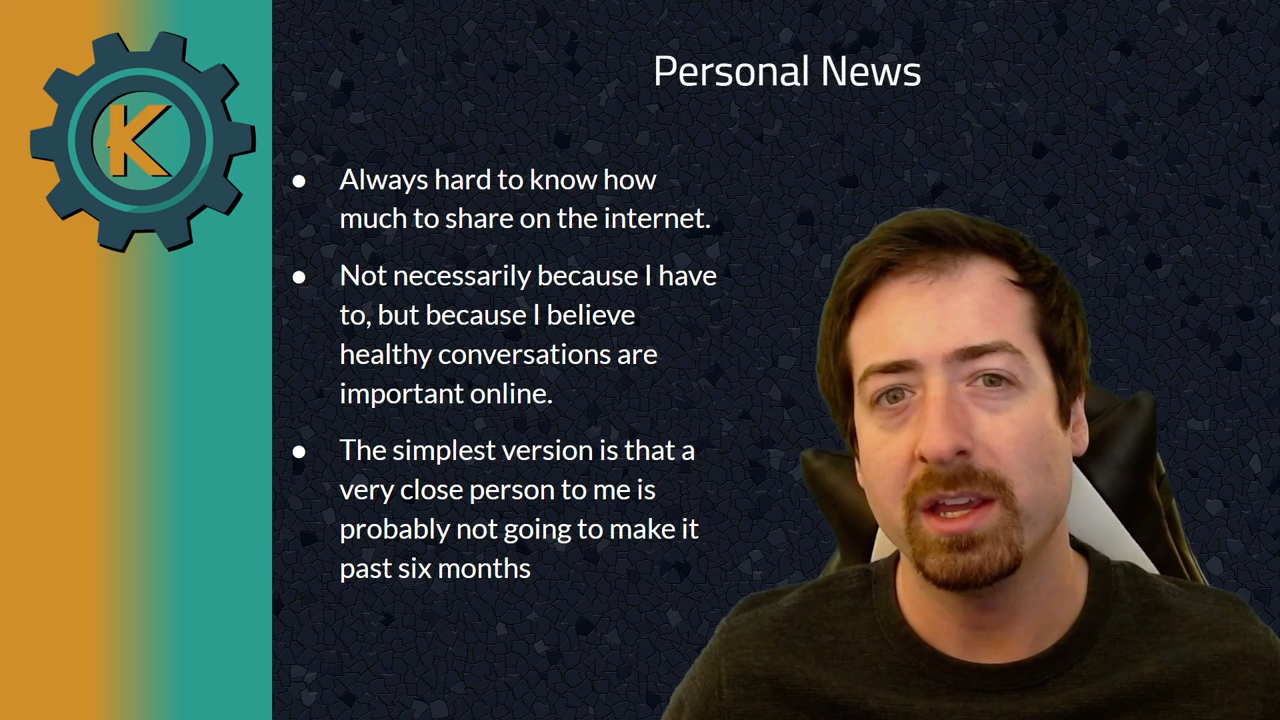 K
Personal News
● Always hard to know how
much to share on the internet.
● Not necessarily because I have
to, but because I believe
healthy conversations are
important online.
● The simplest version is that a
very close person to me is
probably not going to make it
past six months